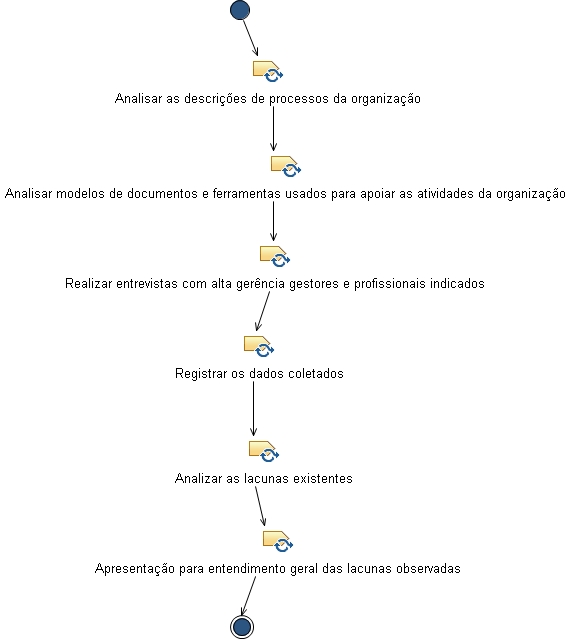 Analisar as descrições de processos da organização
Analisar modelos de documentos e ferramentas usados para apoiar as atividades da organização
Realizar entrevistas com alta gerência gestores e profissionais indicados
Registrar os dados coletados
Analizar as lacunas existentes
Apresentação para entendimento geral das lacunas observadas